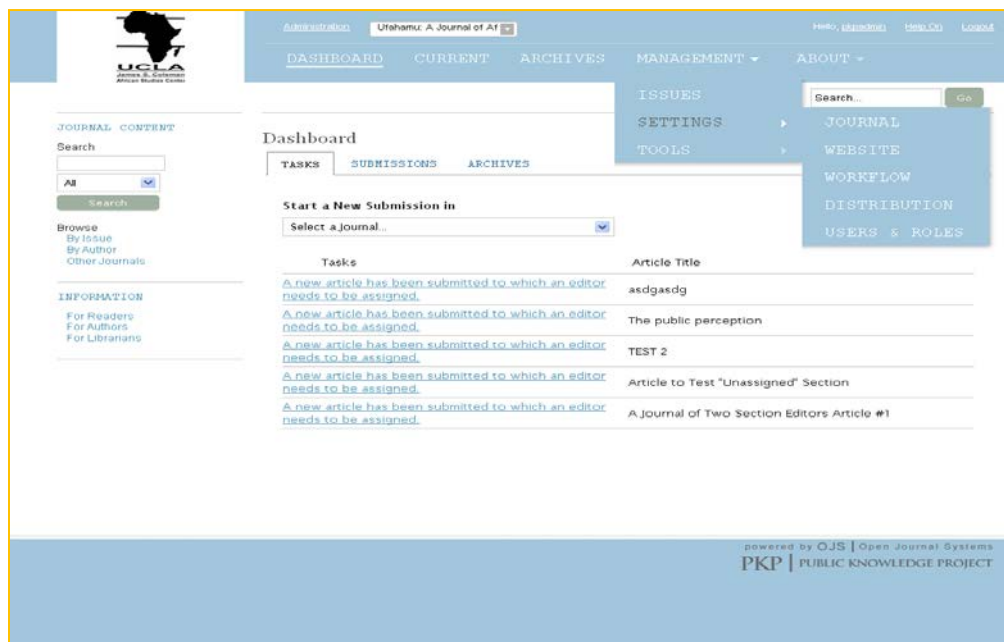 UCLA
James S. Coleman
African Studies Center
Administration
Ufahamu: A Journal of Af
Hello, pkpadmin Help On Logout
DASHBOARD CURRENT ARCHIVES MANAGEMENT ABOUT
ISSUES
SETTINGS
TOOLS
Search... Go
JOURNAL
WEBSITE
WORKFLOW
DISTRIBUTION
USERS & ROLES
JOURNAL CONTENT
Search
All
Search
Browse
By Issue
By Author
Other Journals
INFORMATION
For Readers
For Authors
For Librarians
Dashboard
TASKS SUBMISSIONS ARCHIVES
Start a New Submission in
Select a Journal...
Tasks Article Title
A new article has been submitted to which an editor
needs to be assigned.
asdgasdg
A new article has been submitted to which an editor
needs to be assigned.
The public perception
A new article has been submitted to which an editor
needs to be assigned.
TEST 2
A new article has been submitted to which an editor
needs to be assigned.
Article to Test "Unassigned" Section
A new article has been submitted to which an editor
needs to be assigned.
A Journal of Two Section Editors Article #1
powered by OJS | Open Journal Systems
PKP | PUBLIC KNOWLEDGE PROJECT